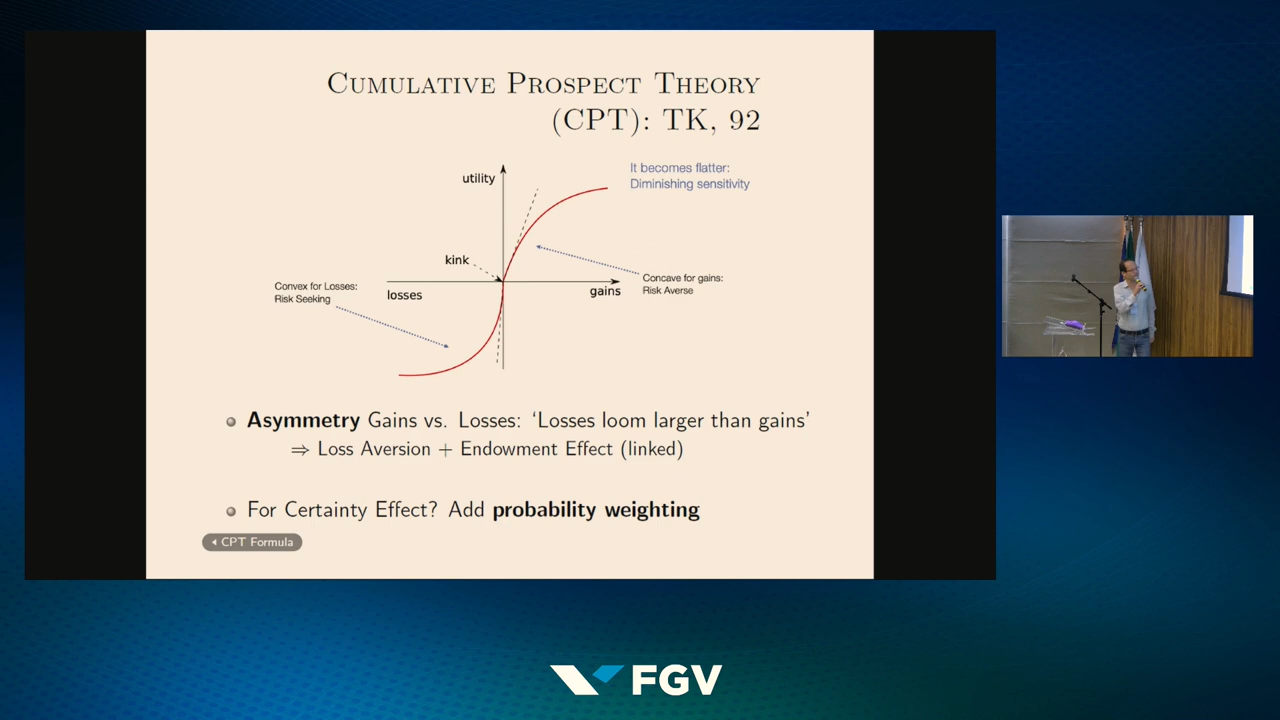 CUMULATIVE PROSPECT THEORY
(CPT): TK, 92
It becomes flatter:
Diminishing sensitivity
utility
kink
Concave for gains:
Risk Averse
Convex for Losses:
Risk Seeking
losses
gains
Asymmetry Gains vs. Losses: ‘Losses loom larger than gains’
⇒ Loss Aversion + Endowment Effect (linked)
For Certainty Effect? Add probability weighting
CPT Formula
FGV